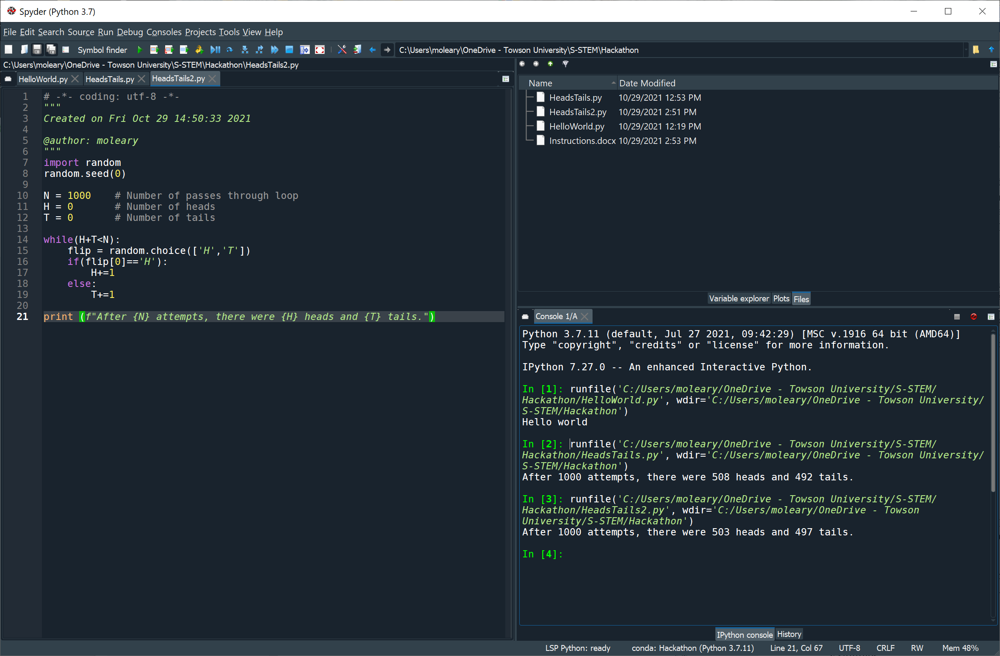 Spyder (Python 3.7)
File Edit Search Source Run Debug Consoles Projects Tools View Help
Symbol finder
C:\Users\moleary\OneDrive - Towson University\S-STEM\Hackathon
C:\Users\moleary\OneDrive - Towson University\S-STEM\Hackathon\HeadsTails2.py
HelloWorld.py HeadsTails.py HeadsTails2.py
1 # -*- coding: utf-8 -*-
2 """
3 Created on Fri Oct 29 14:50:33 2021
4
5 @author: moleary
6 """
7 import random
8 random.seed(0)
9
10 N = 1000    # Number of passes through loop
11 H = 0       # Number of heads
12 T = 0       # Number of tails
13
14 while(H+T<N):
15     flip = random.choice(['H','T'])
16     if(flip[0]=='H'):
17         H+=1
18     else:
19         T+=1
20
21 print (f"After {N} attempts, there were {H} heads and {T} tails.")
Name Date Modified
HeadsTails.py 10/29/2021 12:53 PM
HeadsTails2.py 10/29/2021 2:51 PM
HelloWorld.py 10/29/2021 12:19 PM
Instructions.docx 10/29/2021 2:53 PM
Variable explorer Plots Files
Console 1/A
Python 3.7.11 (default, Jul 27 2021, 09:42:29) [MSC v.1916 64 bit (AMD64)]
Type "copyright", "credits" or "license" for more information.
IPython 7.27.0 -- An enhanced Interactive Python.
In [1]: runfile('C:/Users/moleary/OneDrive - Towson University/S-STEM/
Hackathon/HelloWorld.py', wdir='C:/Users/moleary/OneDrive - Towson University/
S-STEM/Hackathon')
Hello world
In [2]: runfile('C:/Users/moleary/OneDrive - Towson University/S-STEM/
Hackathon/HeadsTails.py', wdir='C:/Users/moleary/OneDrive - Towson University/
S-STEM/Hackathon')
After 1000 attempts, there were 508 heads and 492 tails.
In [3]: runfile('C:/Users/moleary/OneDrive - Towson University/S-STEM/
Hackathon/HeadsTails2.py', wdir='C:/Users/moleary/OneDrive - Towson
University/S-STEM/Hackathon')
After 1000 attempts, there were 503 heads and 497 tails.
In [4]:
IPython console History
LSP Python: ready conda: Hackathon (Python 3.7.11) Line 21, Col 67 UTF-8 CRLF RW Mem 48%